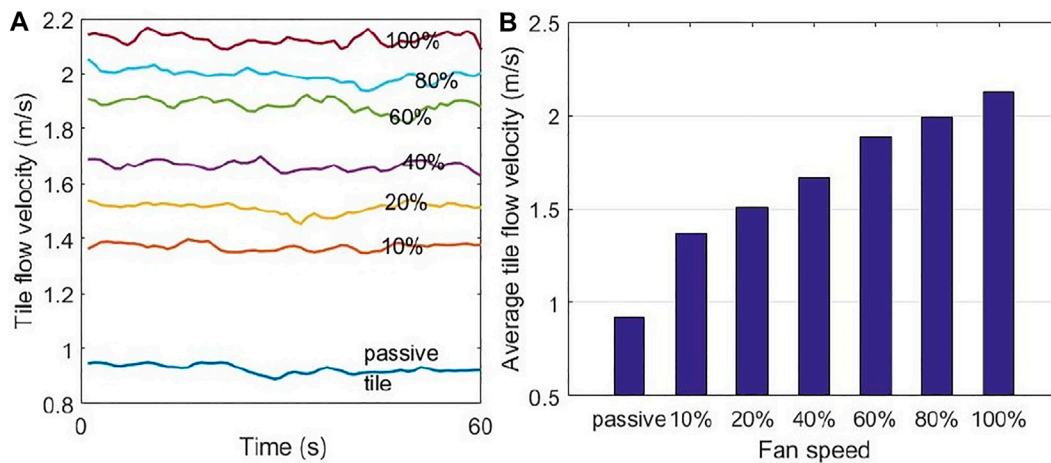 A
Tile flow velocity (m/s)
2.2
2
1.8
1.6
1.4
1.2
1
0.8
100%
80%
60%
40%
20%
10%
passive
tile
0
60
Time (s)
B
Average tile flow velocity (m/s)
2.5
2
1.5
1
0.5
passive 10% 20% 40% 60% 80% 100%
Fan speed